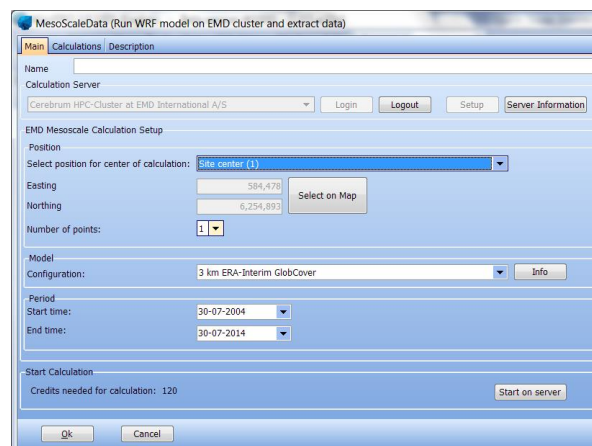 MesoScaleData (Run WRF model on EMD cluster and extract data)
Main Calculations Description
Name
Calculation Server
Cerebrum HPC-Cluster at EMD International A/S Login Logout Setup Server Information
EMD Mesoscale Calculation Setup
Position
Select position for center of calculation: Site center (1)
Easting 584,478
Select on Map
Northing 6,254,893
Number of points: 1
Model
Configuration: 3 km ERA-Interim GlobCover Info
Period
Start time: 30-07-2004
End time: 30-07-2014
Start Calculation
Credits needed for calculation: 120 Start on server
Ok Cancel